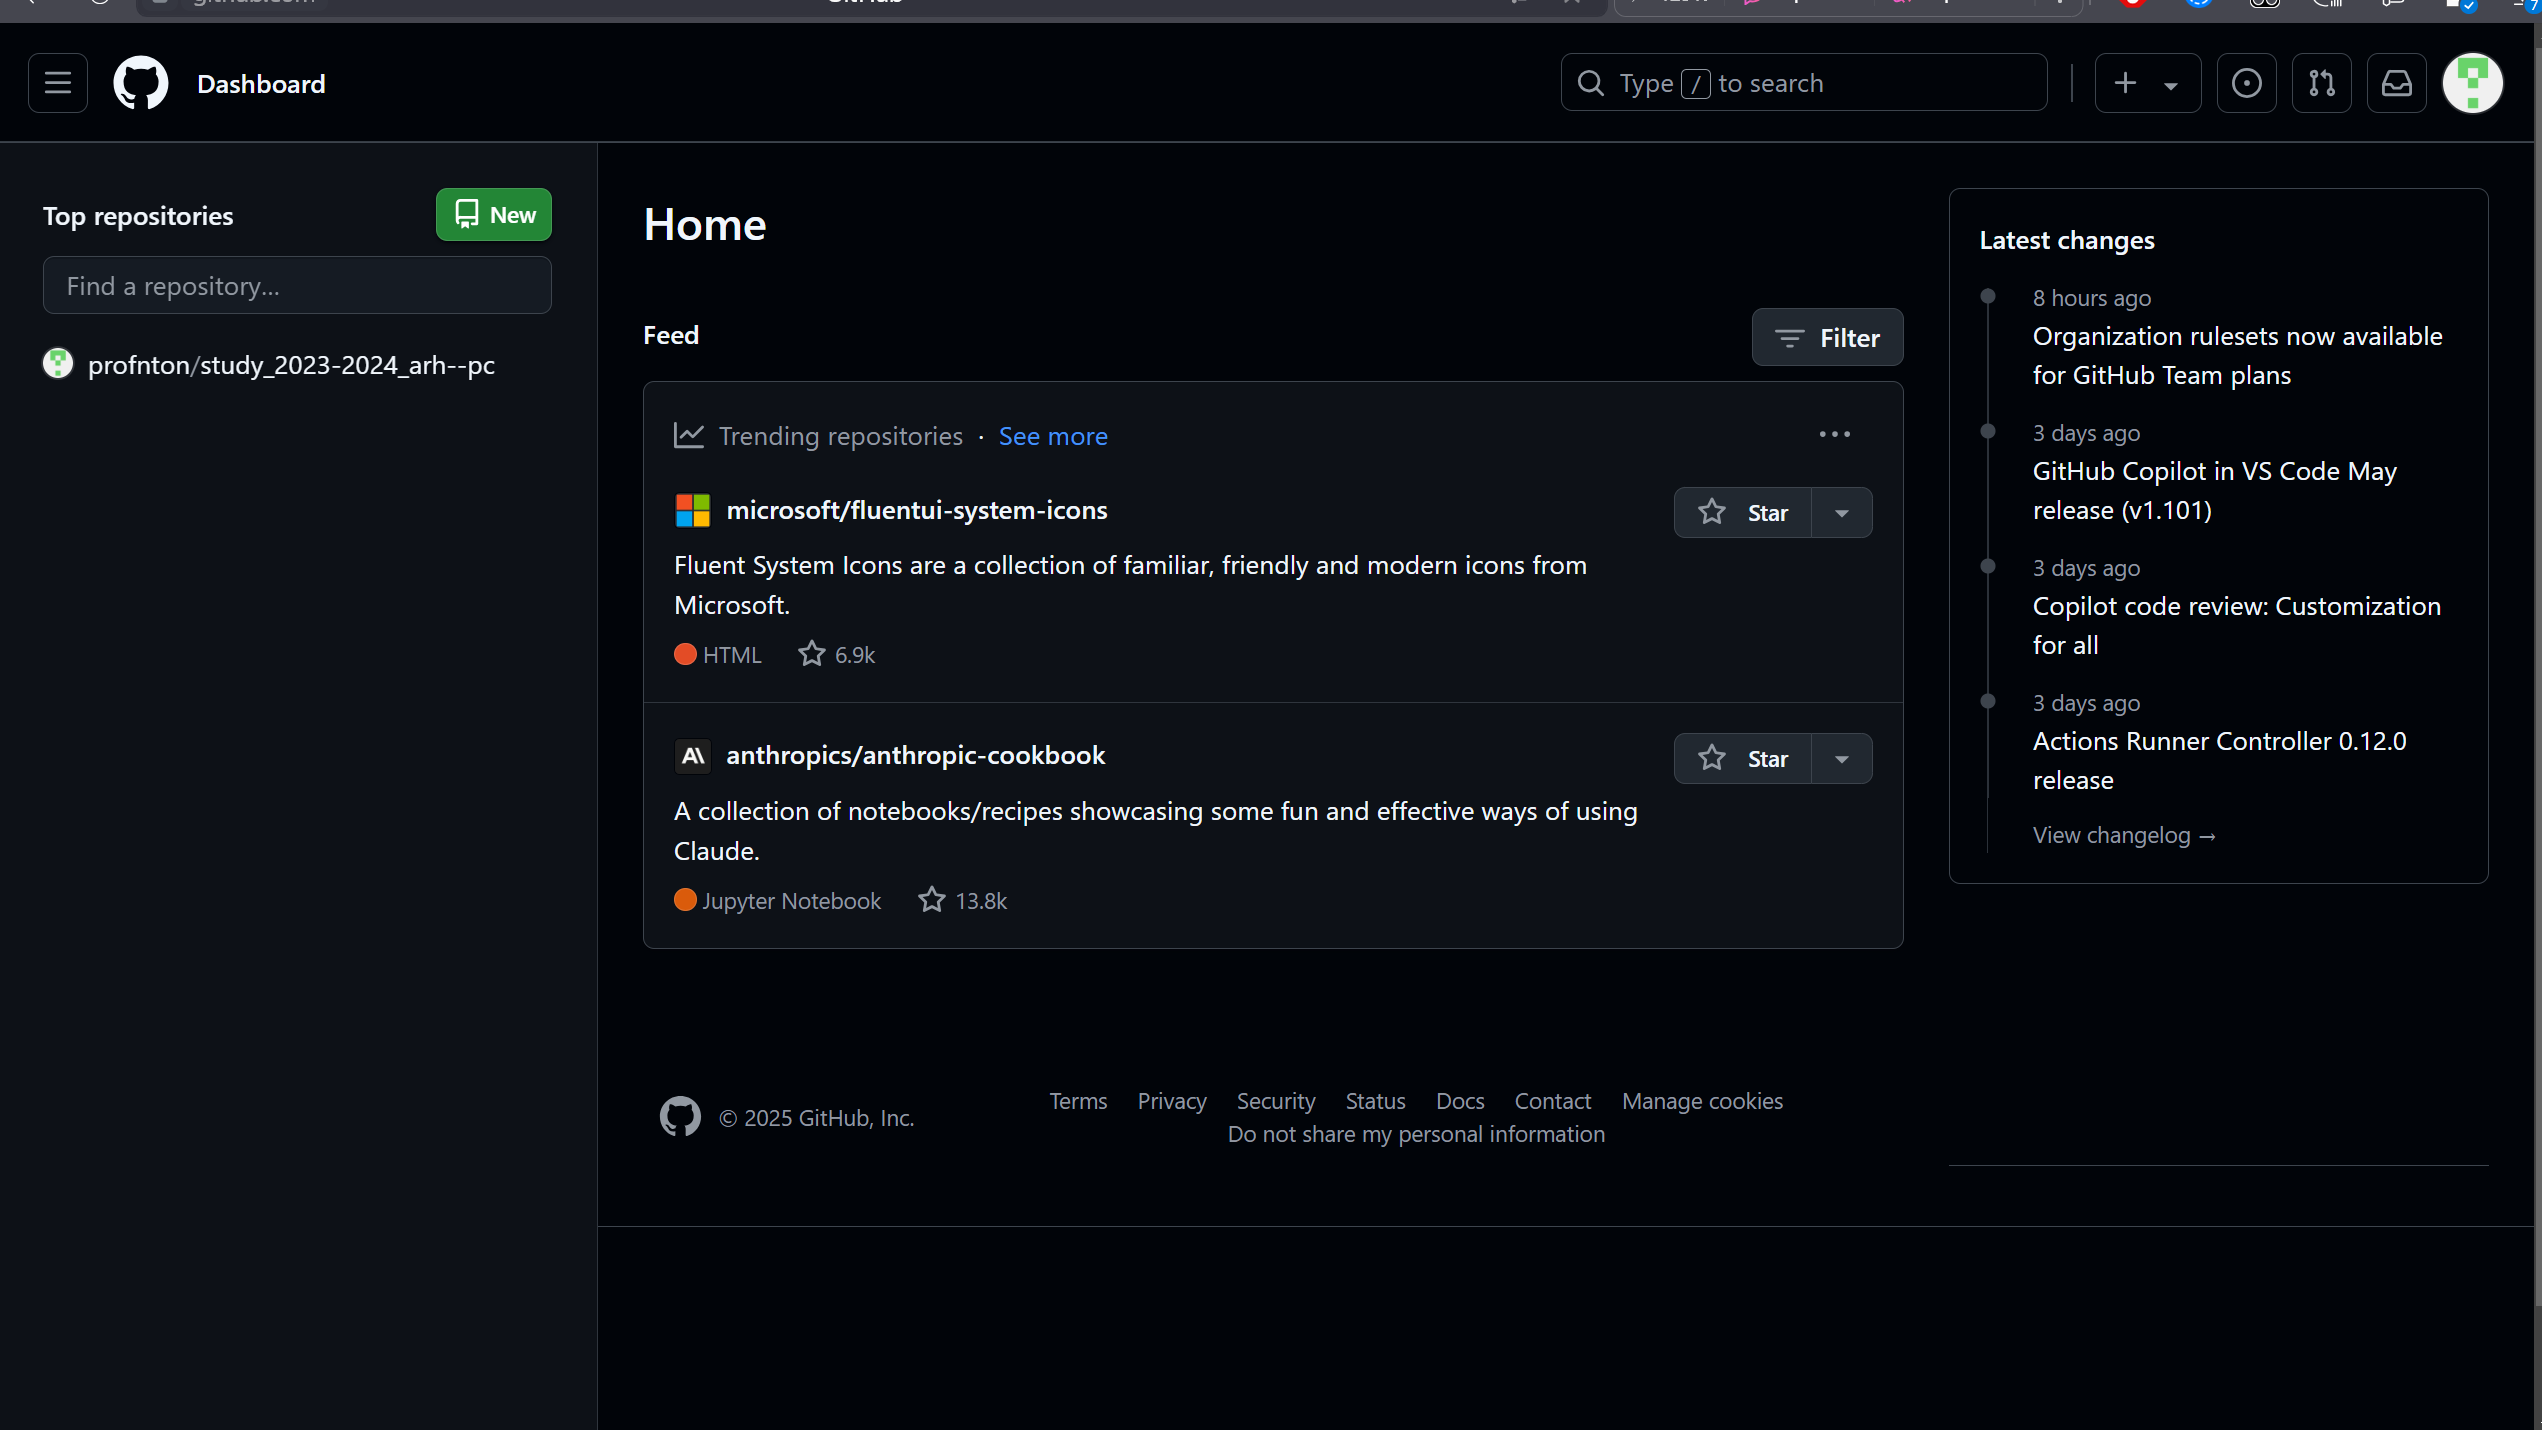 Dashboard
Type / to search
Top repositories
New
Find a repository...
profnton/study_2023-2024_arh--pc
Home
Feed
Filter
Trending repositories · See more
microsoft/fluentui-system-icons
Star
Fluent System Icons are a collection of familiar, friendly and modern icons from
Microsoft.
HTML 6.9k
anthropics/anthropic-cookbook
Star
A collection of notebooks/recipes showcasing some fun and effective ways of using
Claude.
Jupyter Notebook 13.8k
Latest changes
8 hours ago
Organization rulesets now available
for GitHub Team plans
3 days ago
GitHub Copilot in VS Code May
release (v1.101)
3 days ago
Copilot code review: Customization
for all
3 days ago
Actions Runner Controller 0.12.0
release
View changelog →
© 2025 GitHub, Inc.
Terms Privacy Security Status Docs Contact Manage cookies
Do not share my personal information